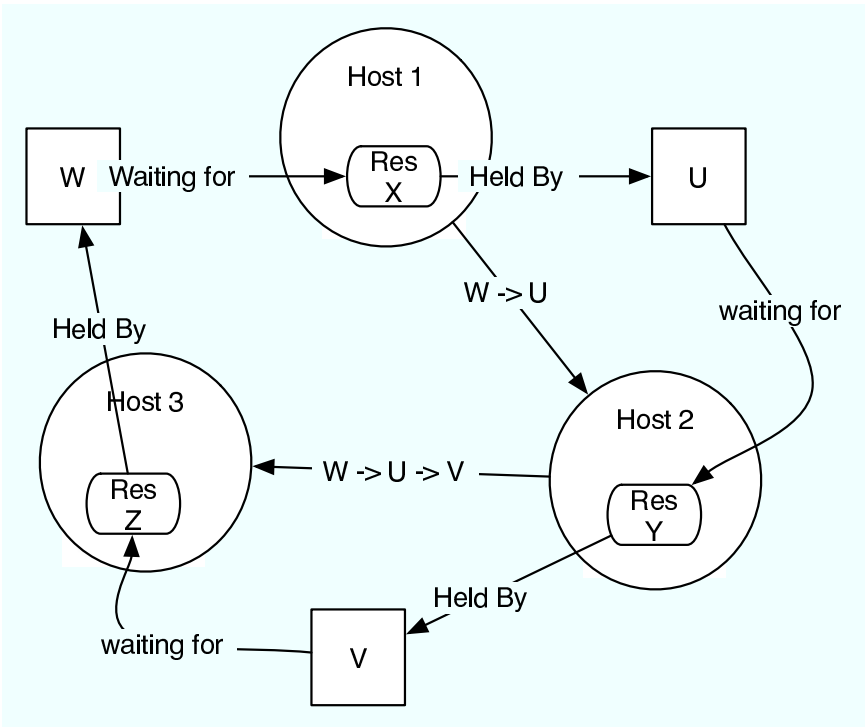 Host 1
Res
X
W
Waiting for
Held By
U
W -> U
waiting for
Held By
Host 3
Host 2
W -> U -> V
Res
Z
Res
Y
Held By
waiting for
V